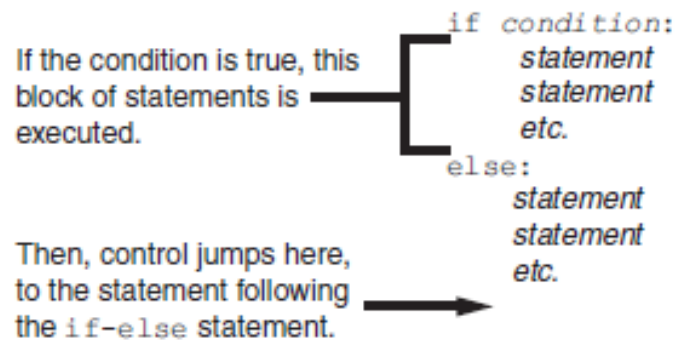 If the condition is true, this
block of statements is
executed.
if condition:
statement
statement
etc.
else:
statement
statement
etc.
Then, control jumps here,
to the statement following
the if-else statement.